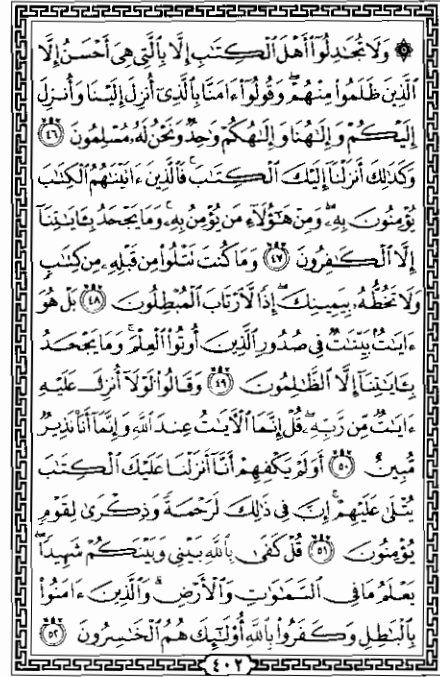 ۞ وَلَا تُجَٰدِلُوٓا۟ أَهْلَ ٱلْكِتَٰبِ إِلَّا بِٱلَّتِى هِىَ أَحْسَنُ إِلَّا
ٱلَّذِينَ ظَلَمُوا۟ مِنْهُمْ ۖ وَقُولُوٓا۟ ءَامَنَّا بِٱلَّذِىٓ أُنزِلَ إِلَيْنَا وَأُنزِلَ
إِلَيْكُمْ وَإِلَٰهُنَا وَإِلَٰهُكُمْ وَٰحِدٌ وَنَحْنُ لَهُۥ مُسْلِمُونَ ٤٦
وَكَذَٰلِكَ أَنزَلْنَآ إِلَيْكَ ٱلْكِتَٰبَ ۚ فَٱلَّذِينَ ءَاتَيْنَٰهُمُ ٱلْكِتَٰبَ
يُؤْمِنُونَ بِهِۦ ۖ وَمِنْ هَٰٓؤُلَآءِ مَن يُؤْمِنُ بِهِۦ ۚ وَمَا يَجْحَدُ بِـَٔايَٰتِنَآ
إِلَّا ٱلْكَٰفِرُونَ ٤٧ وَمَا كُنتَ تَتْلُوا۟ مِن قَبْلِهِۦ مِن كِتَٰبٍ
وَلَا تَخُطُّهُۥ بِيَمِينِكَ ۖ إِذًا لَّٱرْتَابَ ٱلْمُبْطِلُونَ ٤٨ بَلْ هُوَ
ءَايَٰتٌۢ بَيِّنَٰتٌ فِى صُدُورِ ٱلَّذِينَ أُوتُوا۟ ٱلْعِلْمَ ۚ وَمَا يَجْحَدُ
بِـَٔايَٰتِنَآ إِلَّا ٱلظَّٰلِمُونَ ٤٩ وَقَالُوا۟ لَوْلَآ أُنزِلَ عَلَيْهِ
ءَايَٰتٌ مِّن رَّبِّهِۦ ۖ قُلْ إِنَّمَا ٱلْـَٔايَٰتُ عِندَ ٱللَّهِ وَإِنَّمَآ أَنَا۠ نَذِيرٌ
مُّبِينٌ ٥٠ أَوَلَمْ يَكْفِهِمْ أَنَّآ أَنزَلْنَا عَلَيْكَ ٱلْكِتَٰبَ
يُتْلَىٰ عَلَيْهِمْ ۚ إِنَّ فِى ذَٰلِكَ لَرَحْمَةً وَذِكْرَىٰ لِقَوْمٍ
يُؤْمِنُونَ ٥١ قُلْ كَفَىٰ بِٱللَّهِ بَيْنِى وَبَيْنَكُمْ شَهِيدًا ۖ
يَعْلَمُ مَا فِى ٱلسَّمَٰوَٰتِ وَٱلْأَرْضِ ۗ وَٱلَّذِينَ ءَامَنُوا۟
بِٱلْبَٰطِلِ وَكَفَرُوا۟ بِٱللَّهِ أُو۟لَٰٓئِكَ هُمُ ٱلْخَٰسِرُونَ ٥٢
٤٠٢